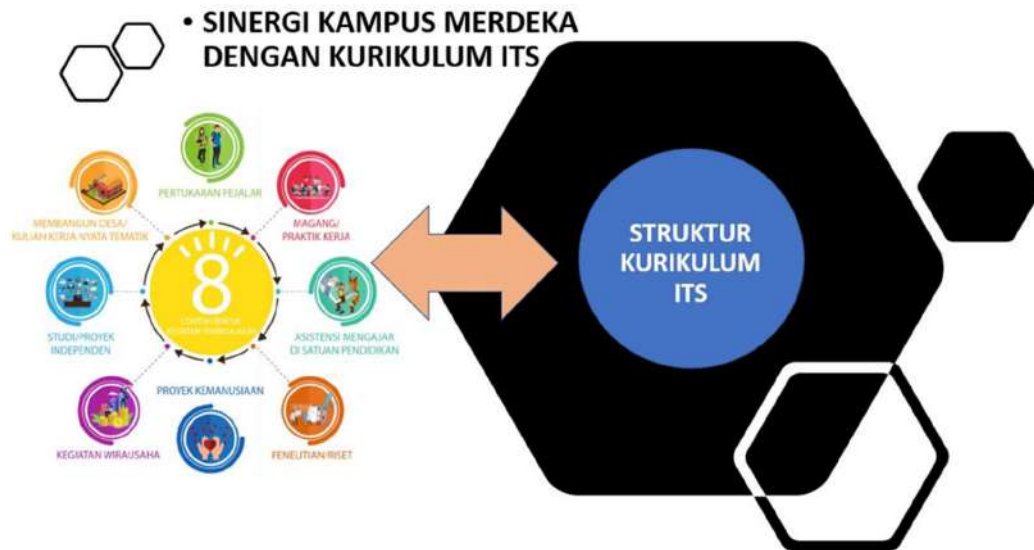 • SINERGI KAMPUS MERDEKA
DENGAN KURIKULUM ITS
PERTUKARAN PEJALAR
MAGANG/
PRAKTIK KERJA
MEMBANGUN DESA/
KULIAH KERJA NYATA TEMATIK
8
STUDI/PROYEK
INDEPENDEN
ASISTENSI MENGAJAR
DI SATUAN PENDIDIKAN
PROYEK KEMANUSIAAN
KEGIATAN WIRAUSAHA
PENELITIAN/RISET
STRUKTUR
KURIKULUM
ITS